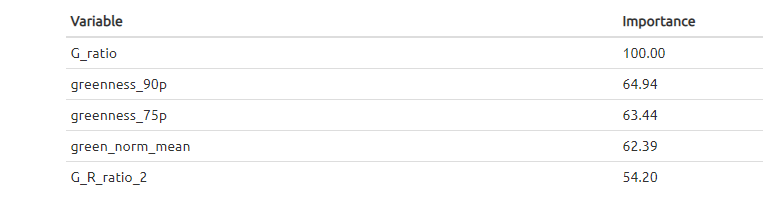 Variable Importance
G_ratio 100.00
greenness_90p 64.94
greenness_75p 63.44
green_norm_mean 62.39
G_R_ratio_2 54.20